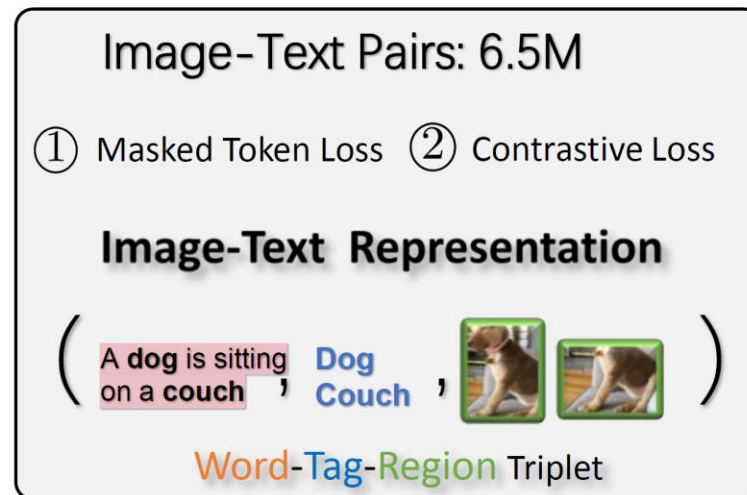 Image-Text Pairs: 6.5M
① Masked Token Loss ② Contrastive Loss
Image-Text Representation
( A dog is sitting on a couch , Dog Couch , )
Word-Tag-Region Triplet